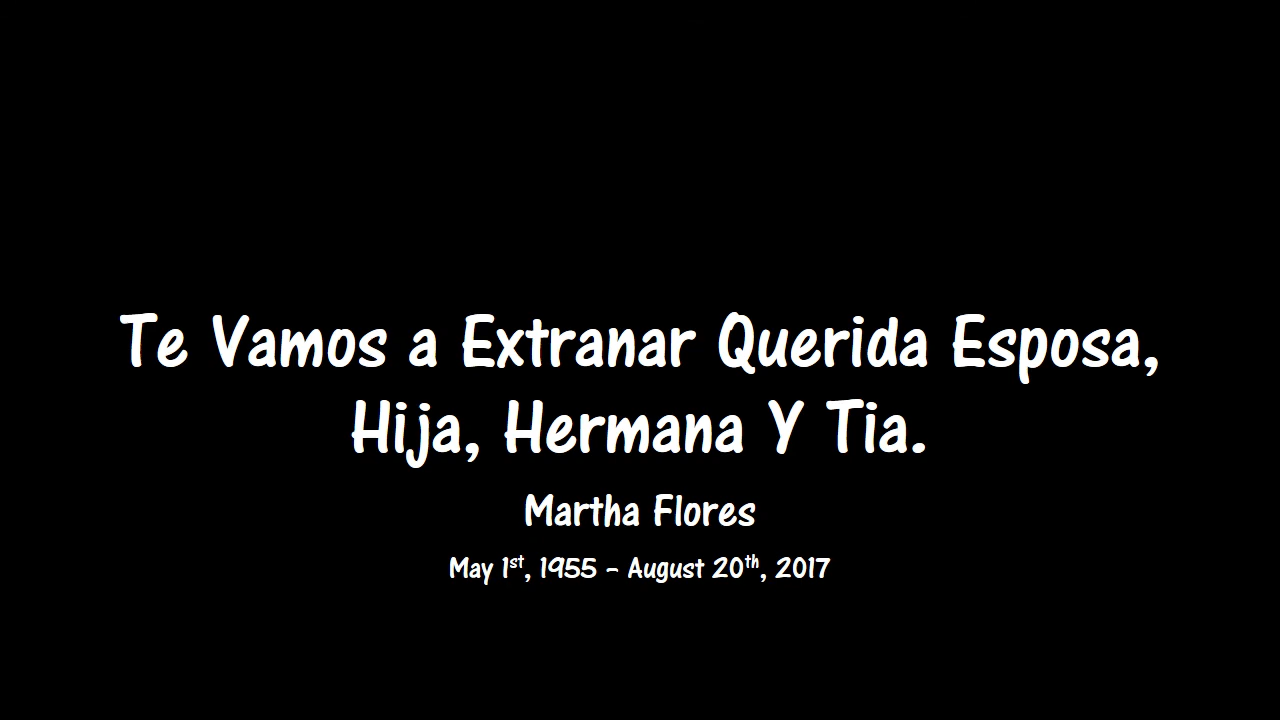 Te Vamos a Extranar Querida Esposa,
Hija, Hermana Y Tia.
Martha Flores
May 1st, 1955 – August 20th, 2017